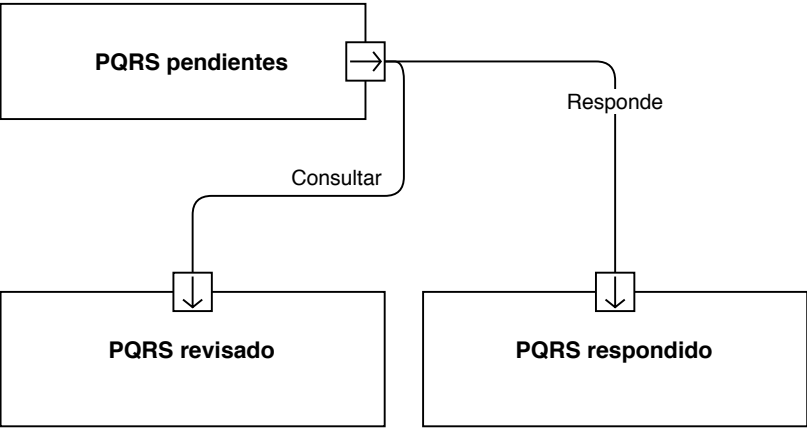 PQRS pendientes
Responde
Consultar
PQRS revisado
PQRS respondido